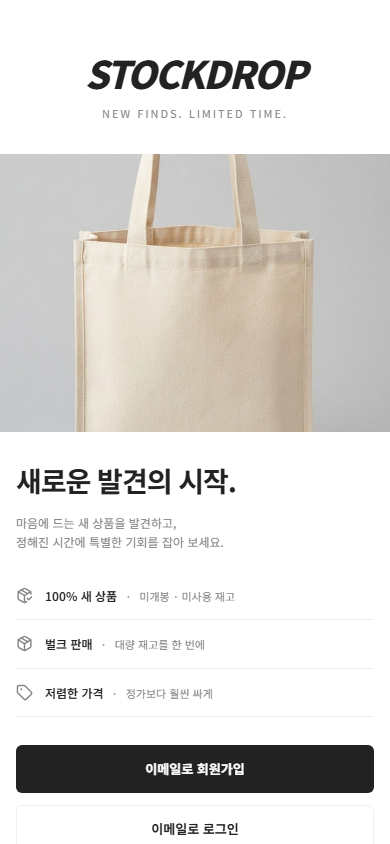 STOCKDROP
NEW FINDS. LIMITED TIME.
새로운 발견의 시작.
마음에 드는 새 상품을 발견하고,
정해진 시간에 특별한 기회를 잡아 보세요.
100% 새 상품 · 미개봉 · 미사용 재고
벌크 판매 · 대량 재고를 한 번에
저렴한 가격 · 정가보다 훨씬 싸게
이메일로 회원가입
이메일로 로그인